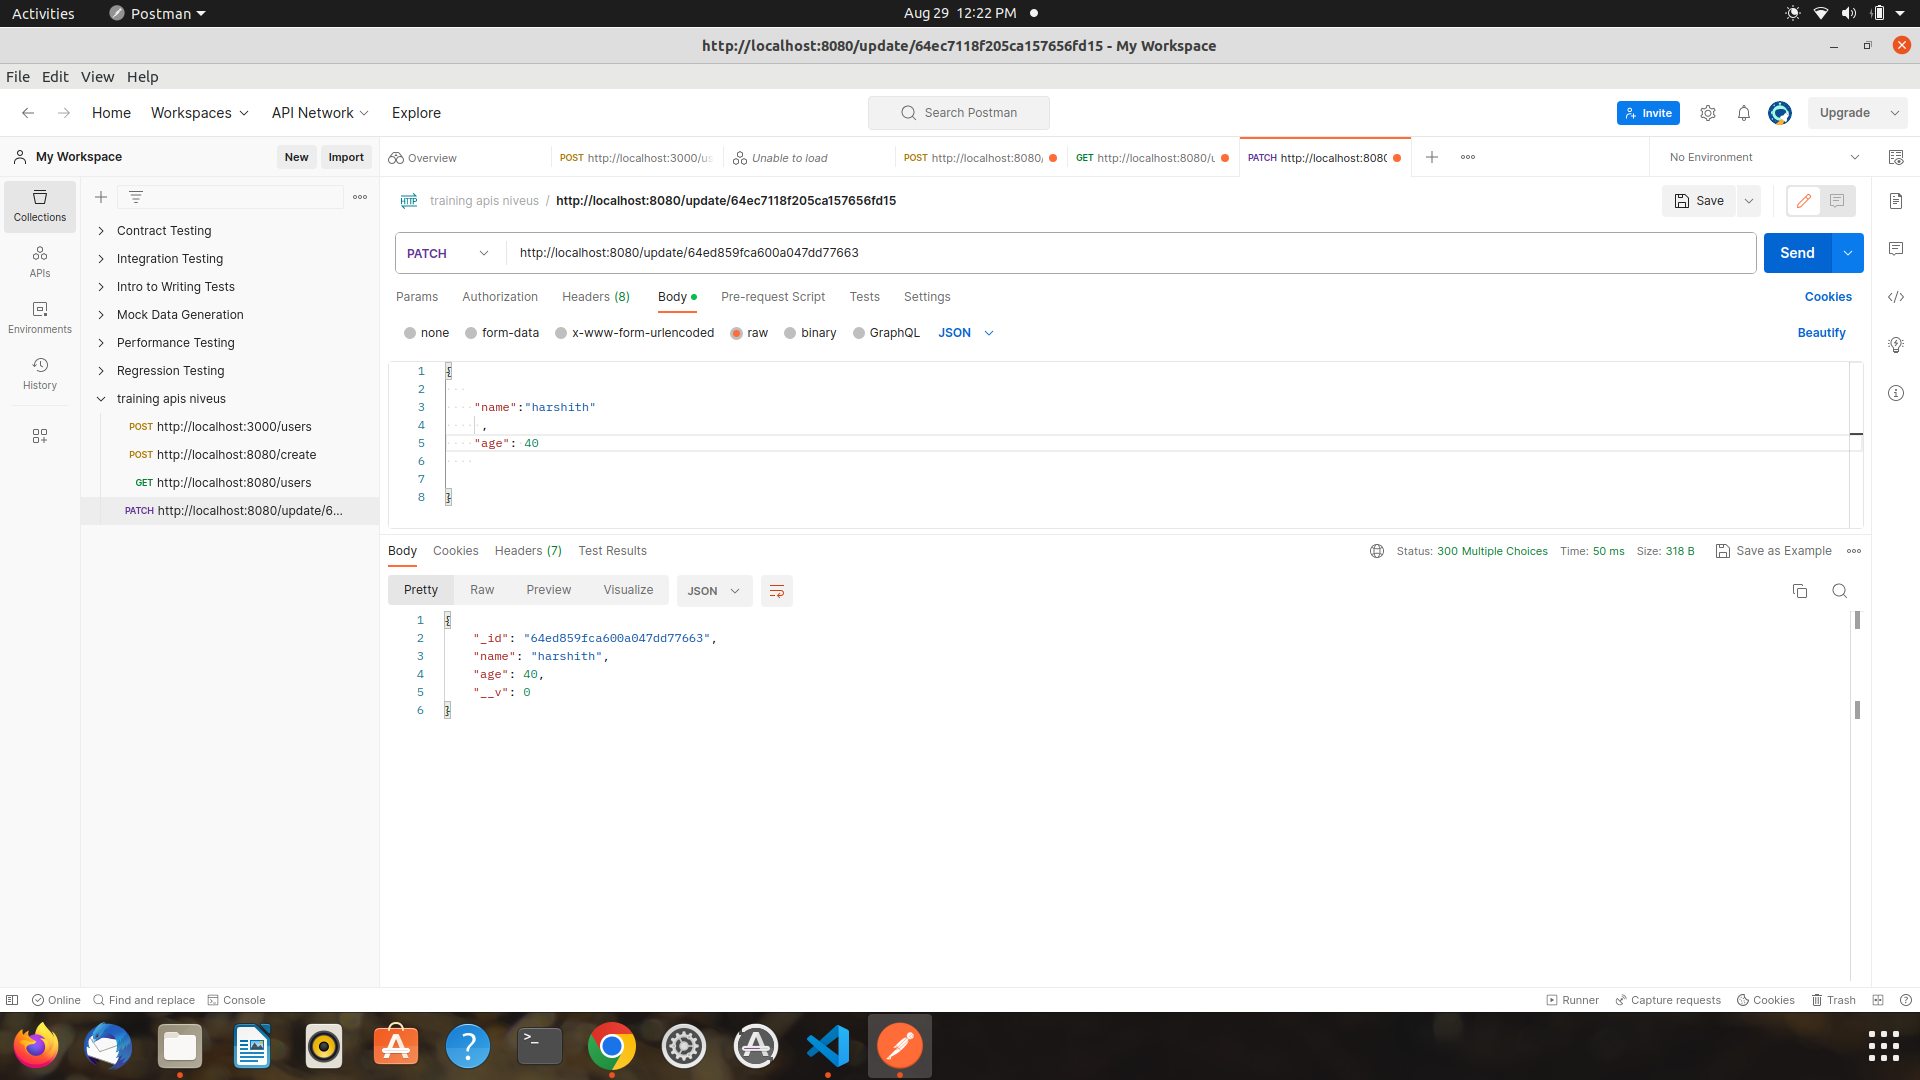 Activities
Postman
Aug 29 12:22 PM
http://localhost:8080/update/64ec7118f205ca157656fd15 - My Workspace
File Edit View Help
Home Workspaces API Network Explore
Search Postman
Invite
Upgrade
My Workspace
New Import
Overview
POST http://localhost:3000/us
Unable to load
POST http://localhost:8080/
GET http://localhost:8080/u
PATCH http://localhost:8080
No Environment
Collections
APIs
Environments
History
Contract Testing
Integration Testing
Intro to Writing Tests
Mock Data Generation
Performance Testing
Regression Testing
training apis niveus
POST http://localhost:3000/users
POST http://localhost:8080/create
GET http://localhost:8080/users
PATCH http://localhost:8080/update/6...
HTTP training apis niveus / http://localhost:8080/update/64ec7118f205ca157656fd15
Save
PATCH http://localhost:8080/update/64ed859fca600a047dd77663
Send
Params Authorization Headers (8) Body Pre-request Script Tests Settings
Cookies
none form-data x-www-form-urlencoded raw binary GraphQL JSON
Beautify
1 {
2
3 "name":"harshith"
4 ,
5 "age": 40
6
7
8 }
Body Cookies Headers (7) Test Results
Status: 300 Multiple Choices Time: 50 ms Size: 318 B
Save as Example
Pretty Raw Preview Visualize JSON
1 {
2 "_id": "64ed859fca600a047dd77663",
3 "name": "harshith",
4 "age": 40,
5 "__v": 0
6 }
Online Find and replace Console
Runner Capture requests Cookies Trash